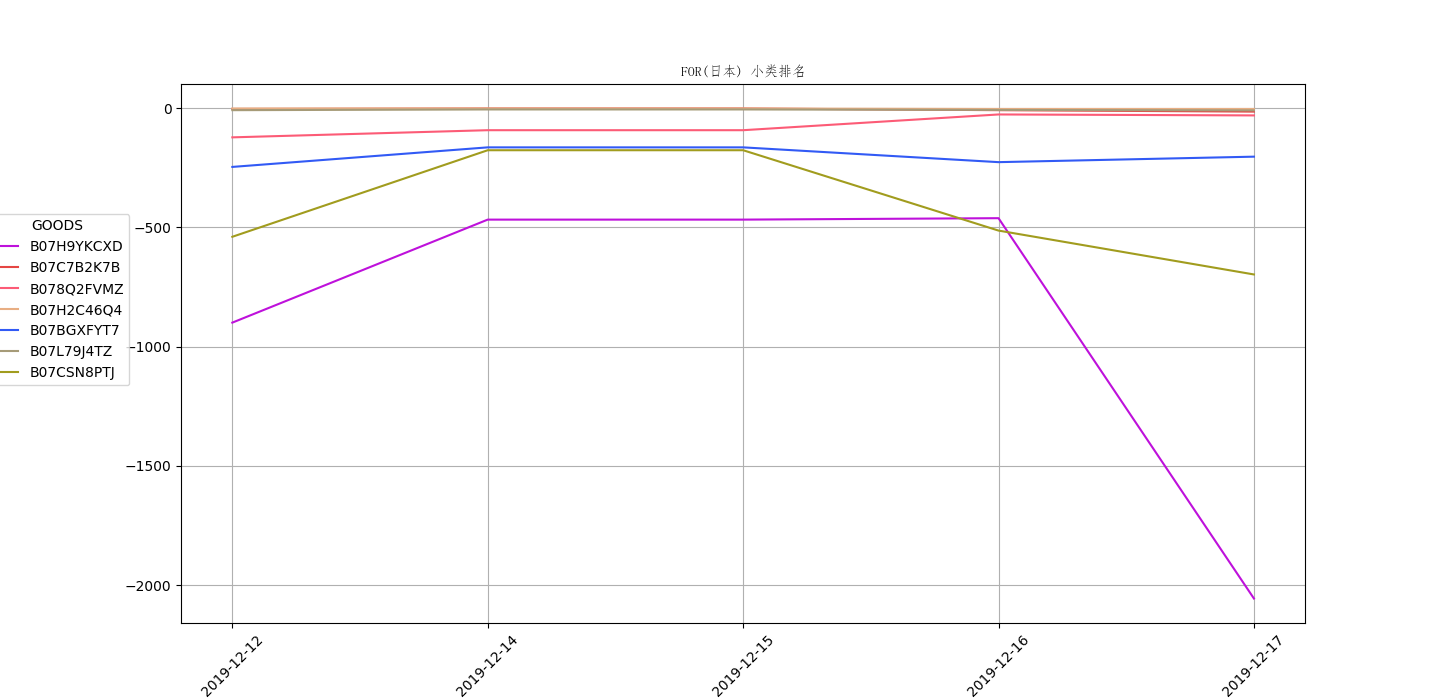 FOR(日本) 小类排名
0
−500
−1000
−1500
−2000
GOODS
B07H9YKCXD
B07C7B2K7B
B078Q2FVMZ
B07H2C46Q4
B07BGXFYT7
B07L79J4TZ
B07CSN8PTJ
2019-12-12
2019-12-14
2019-12-15
2019-12-16
2019-12-17